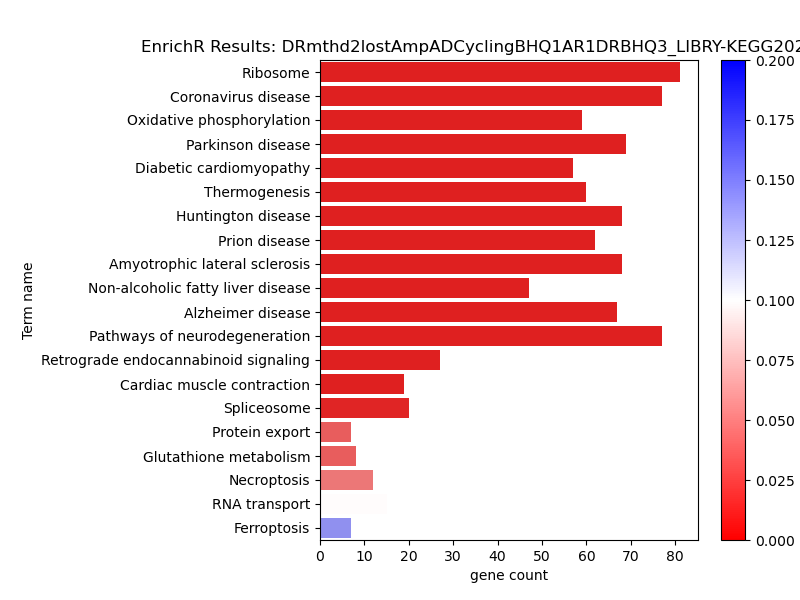 EnrichR Results: DRmthd2lostAmpADCyclingBHQ1AR1DRBHQ3_LIBRY-KEGG202
Term name
Ribosome
Coronavirus disease
Oxidative phosphorylation
Parkinson disease
Diabetic cardiomyopathy
Thermogenesis
Huntington disease
Prion disease
Amyotrophic lateral sclerosis
Non-alcoholic fatty liver disease
Alzheimer disease
Pathways of neurodegeneration
Retrograde endocannabinoid signaling
Cardiac muscle contraction
Spliceosome
Protein export
Glutathione metabolism
Necroptosis
RNA transport
Ferroptosis
0 10 20 30 40 50 60 70 80
gene count
0.200
0.175
0.150
0.125
0.100
0.075
0.050
0.025
0.000